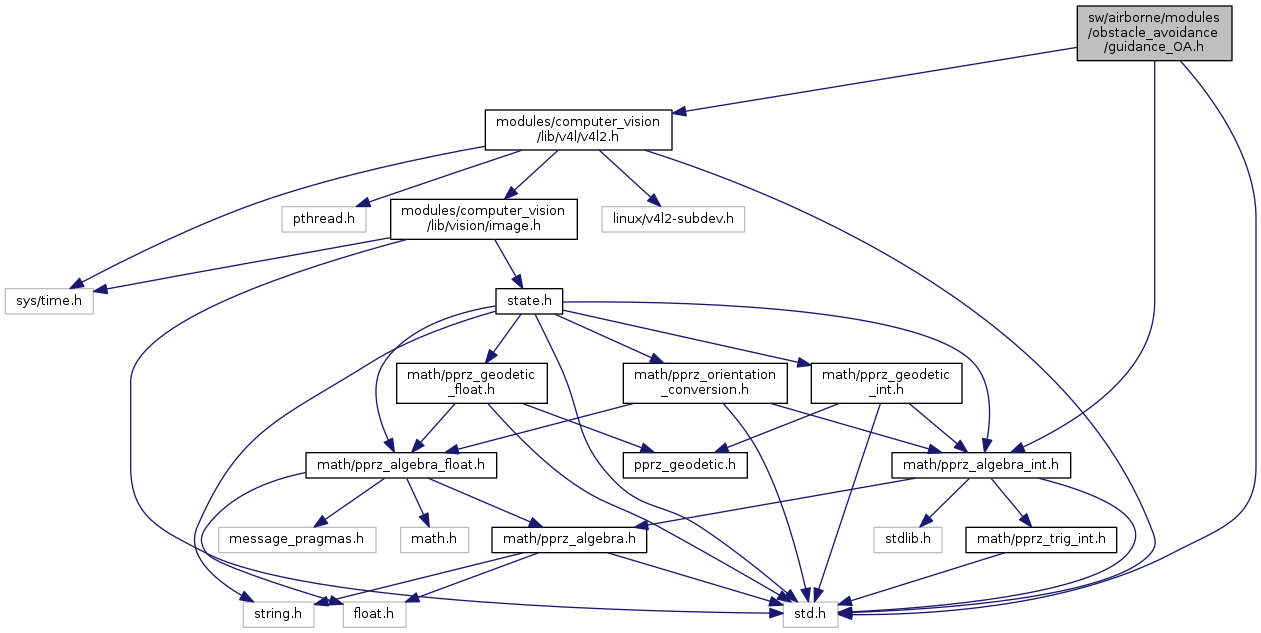 sw/airborne/modules
/obstacle_avoidance
/guidance_OA.h
modules/computer_vision
/lib/v4l/v4l2.h
pthread.h
modules/computer_vision
/lib/vision/image.h
linux/v4l2-subdev.h
sys/time.h
state.h
math/pprz_geodetic
_float.h
math/pprz_orientation
_conversion.h
math/pprz_geodetic
_int.h
math/pprz_algebra_float.h
pprz_geodetic.h
math/pprz_algebra_int.h
message_pragmas.h
math.h
math/pprz_algebra.h
stdlib.h
math/pprz_trig_int.h
string.h
float.h
std.h